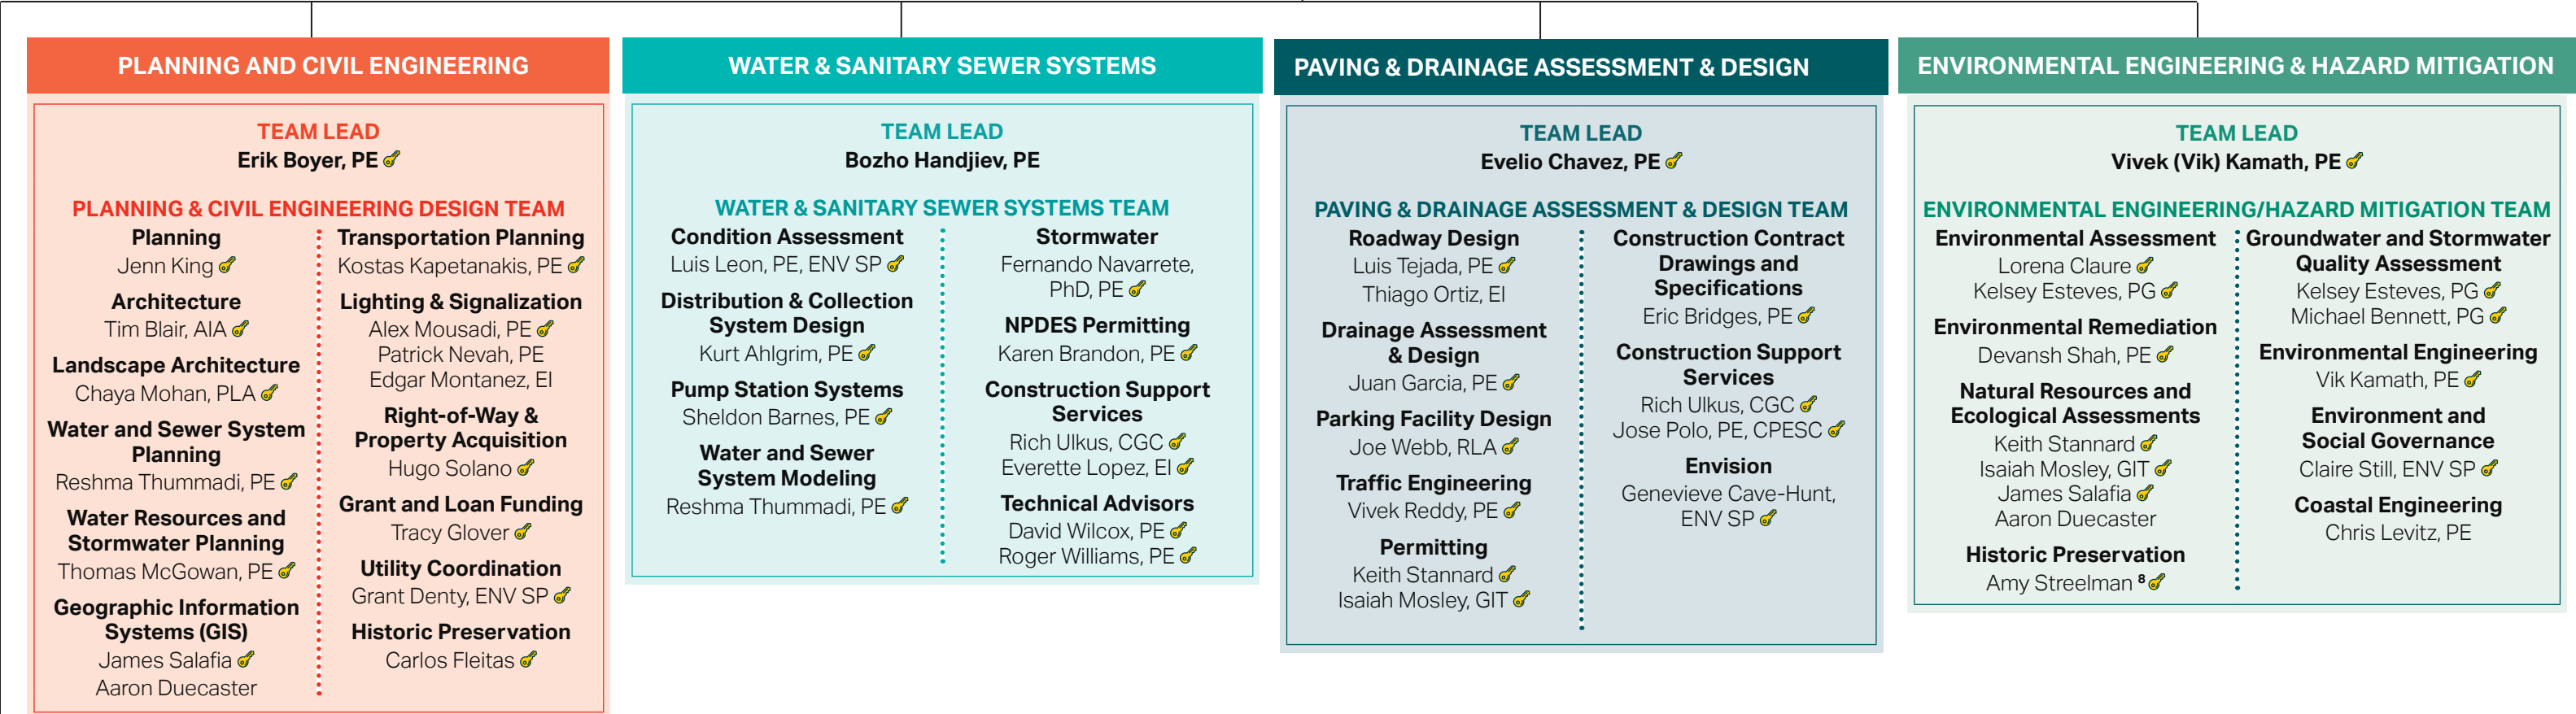 PLANNING AND CIVIL ENGINEERING
TEAM LEAD
Erik Boyer, PE
PLANNING & CIVIL ENGINEERING DESIGN TEAM
Planning
Jenn King
Architecture
Tim Blair, AIA
Landscape Architecture
Chaya Mohan, PLA
Water and Sewer System
Planning
Reshma Thummadi, PE
Water Resources and
Stormwater Planning
Thomas McGowan, PE
Geographic Information
Systems (GIS)
James Salafia
Aaron Duecaster
Transportation Planning
Kostas Kapetanakis, PE
Lighting & Signalization
Alex Mousadi, PE
Patrick Nevah, PE
Edgar Montanez, EI
Right-of-Way &
Property Acquisition
Hugo Solano
Grant and Loan Funding
Tracy Glover
Utility Coordination
Grant Denty, ENV SP
Historic Preservation
Carlos Fleitas
WATER & SANITARY SEWER SYSTEMS
TEAM LEAD
Bozho Handjiev, PE
WATER & SANITARY SEWER SYSTEMS TEAM
Condition Assessment
Luis Leon, PE, ENV SP
Distribution & Collection
System Design
Kurt Ahlgrim, PE
Pump Station Systems
Sheldon Barnes, PE
Water and Sewer
System Modeling
Reshma Thummadi, PE
Stormwater
Fernando Navarrete,
PhD, PE
NPDES Permitting
Karen Brandon, PE
Construction Support
Services
Rich Ulkus, CGC
Everette Lopez, EI
Technical Advisors
David Wilcox, PE
Roger Williams, PE
PAVING & DRAINAGE ASSESSMENT & DESIGN
TEAM LEAD
Evelio Chavez, PE
PAVING & DRAINAGE ASSESSMENT & DESIGN TEAM
Roadway Design
Luis Tejada, PE
Thiago Ortiz, EI
Drainage Assessment
& Design
Juan Garcia, PE
Parking Facility Design
Joe Webb, RLA
Traffic Engineering
Vivek Reddy, PE
Permitting
Keith Stannard
Isaiah Mosley, GIT
Construction Contract
Drawings and
Specifications
Eric Bridges, PE
Construction Support
Services
Rich Ulkus, CGC
Jose Polo, PE, CPESC
Envision
Genevieve Cave-Hunt,
ENV SP
ENVIRONMENTAL ENGINEERING & HAZARD MITIGATION
TEAM LEAD
Vivek (Vik) Kamath, PE
ENVIRONMENTAL ENGINEERING/HAZARD MITIGATION TEAM
Environmental Assessment
Lorena Claure
Kelsey Esteves, PG
Environmental Remediation
Devansh Shah, PE
Natural Resources and
Ecological Assessments
Keith Stannard
Isaiah Mosley, GIT
James Salafia
Aaron Duecaster
Historic Preservation
Amy Streelman 8
Groundwater and Stormwater
Quality Assessment
Kelsey Esteves, PG
Michael Bennett, PG
Environmental Engineering
Vik Kamath, PE
Environment and
Social Governance
Claire Still, ENV SP
Coastal Engineering
Chris Levitz, PE